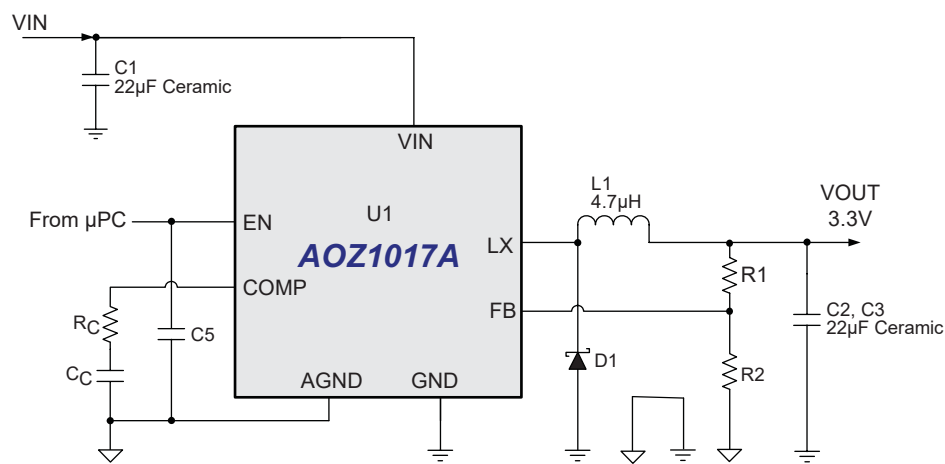 VIN
C1
22µF Ceramic
VIN
U1
AOZ1017A
From µPC
EN
COMP
LX
FB
AGND
GND
RC
CC
C5
L1
4.7µH
VOUT
3.3V
R1
R2
D1
C2, C3
22µF Ceramic